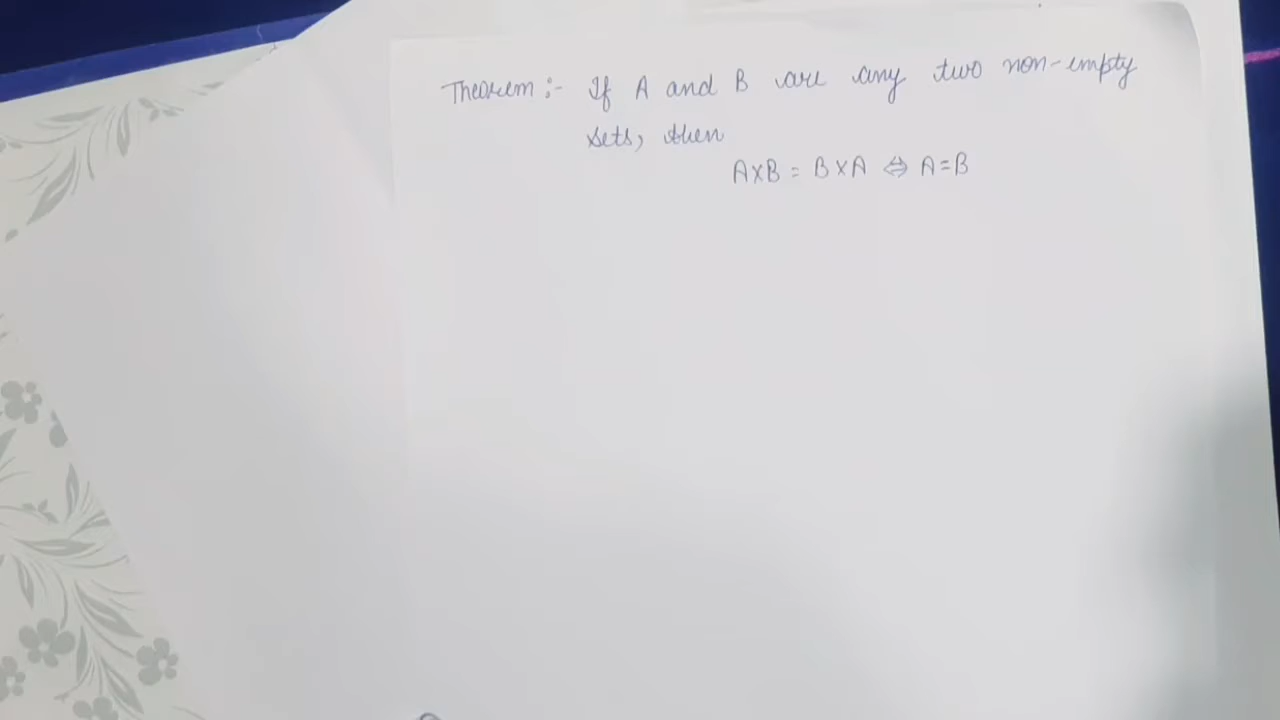 Theorem :- If A and B are any two non-empty
sets, then
A×B = B×A ⇔ A=B